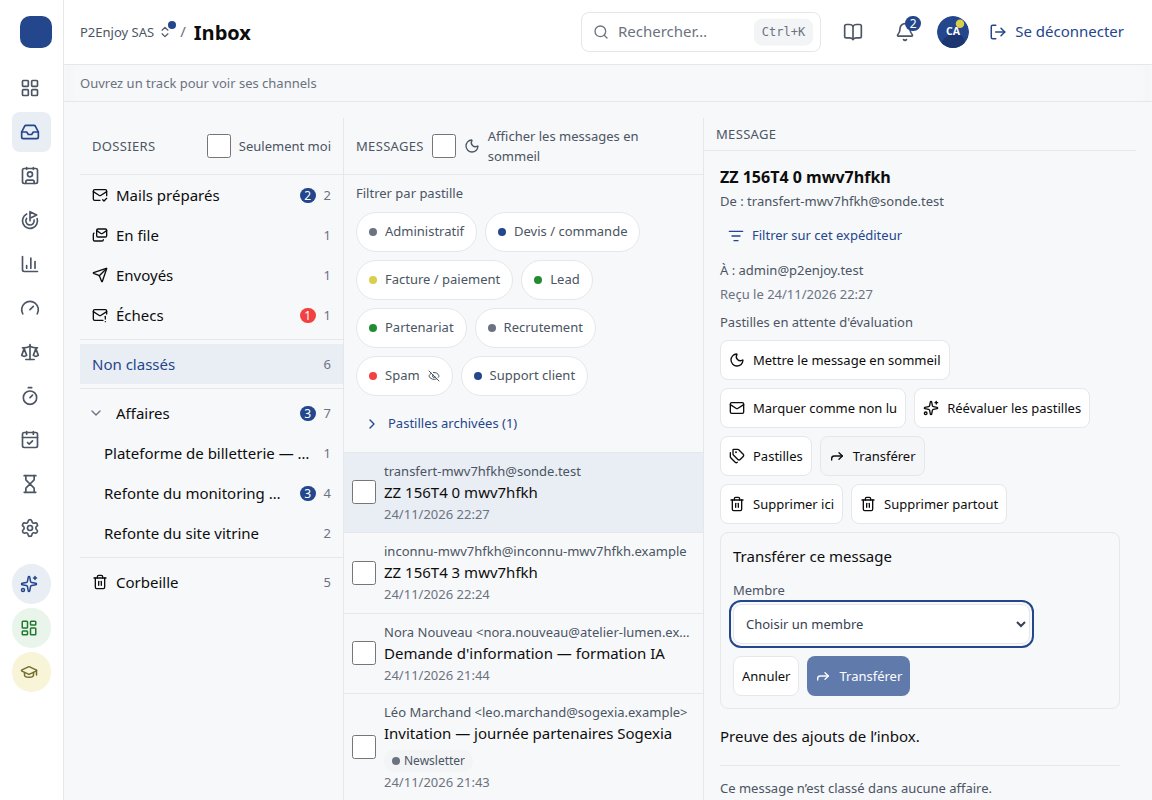 P2Enjoy SAS / Inbox
Rechercher... Ctrl+K
2
CA
Se déconnecter
Ouvrez un track pour voir ses channels
DOSSIERS Seulement moi
Mails préparés 2 2
En file 1
Envoyés 1
Échecs 1 1
Non classés 6
Affaires 3 7
Plateforme de billetterie — ... 1
Refonte du monitoring ... 3 4
Refonte du site vitrine 2
Corbeille 5
MESSAGES Afficher les messages en
sommeil
Filtrer par pastille
Administratif Devis / commande
Facture / paiement Lead
Partenariat Recrutement
Spam Support client
Pastilles archivées (1)
transfert-mwv7hfkh@sonde.test
ZZ 156T4 0 mwv7hfkh
24/11/2026 22:27
inconnu-mwv7hfkh@inconnu-mwv7hfkh.example
ZZ 156T4 3 mwv7hfkh
24/11/2026 22:24
Nora Nouveau <nora.nouveau@atelier-lumen.ex...
Demande d'information — formation IA
24/11/2026 21:44
Léo Marchand <leo.marchand@sogexia.example>
Invitation — journée partenaires Sogexia
Newsletter
24/11/2026 21:43
MESSAGE
ZZ 156T4 0 mwv7hfkh
De : transfert-mwv7hfkh@sonde.test
Filtrer sur cet expéditeur
À : admin@p2enjoy.test
Reçu le 24/11/2026 22:27
Pastilles en attente d'évaluation
Mettre le message en sommeil
Marquer comme non lu Réévaluer les pastilles
Pastilles Transférer
Supprimer ici Supprimer partout
Transférer ce message
Membre
Choisir un membre
Annuler Transférer
Preuve des ajouts de l’inbox.
Ce message n’est classé dans aucune affaire.